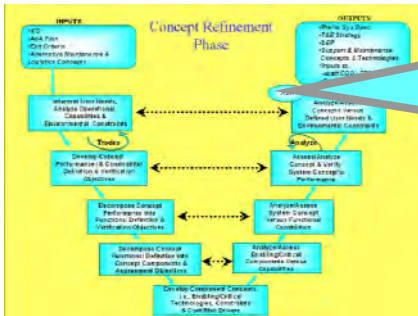 INPUTS
•ICD
•AoA Plan
•Exit Criteria
•Alternative Maintenance &
Logistics Concepts
Concept Refinement
Phase
OUTPUTS
•Prelim Sys Spec
•T&E Strategy
•SEP
•Support & Maintenance
Concepts & Technologies
•Inputs to:
Interpret User Needs,
Analyze Operational
Capabilities &
Environmental Constraints
Analyze/Assess
Concepts Versus
Defined User Needs &
Environmental Constraints
Trades
Analyze
Develop Concept
Performance (& Constraints)
Definition & Verification
Objectives
Assess/Analyze
Concept & Verify
System Concept's
Performance
Decompose Concept
Performance into
Functional Definition &
Verification Objectives
Analyze/Assess
System Concept
Versus Functional
Capabilities
Decompose Concept
Functional Definition into
Concept Components &
Assessment Objectives
Analyze/Assess
Enabling/Critical
Components Versus
Capabilities
Develop Component Concepts,
i.e., Enabling/Critical
Technologies, Constraints
& Cost/Risk Drivers